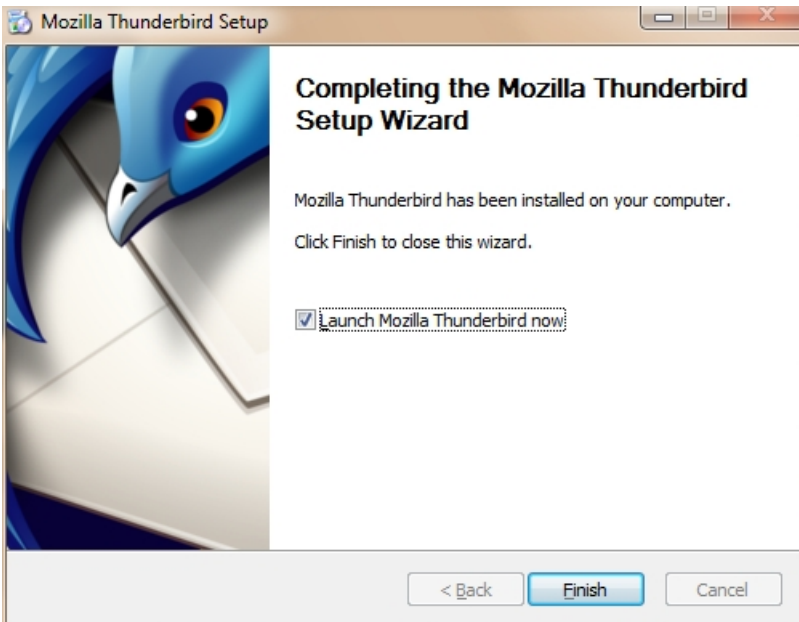 Mozilla Thunderbird Setup
Completing the Mozilla Thunderbird
Setup Wizard
Mozilla Thunderbird has been installed on your computer.
Click Finish to close this wizard.
Launch Mozilla Thunderbird now
< Back Finish Cancel